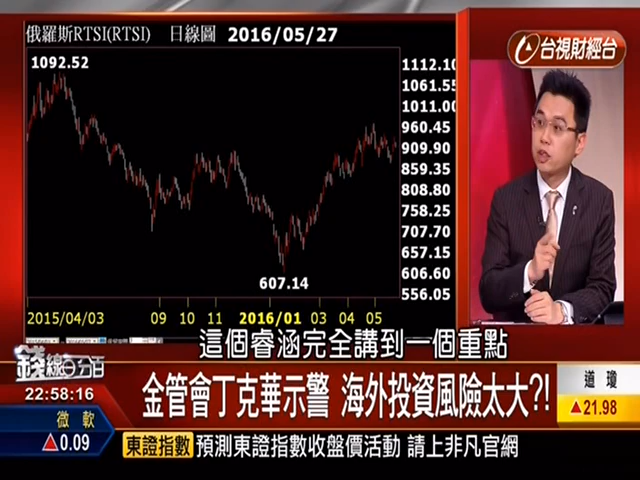 俄羅斯RTSI(RTSI) 日線圖 2016/05/27
1092.52
607.14
1112.10
1061.55
1011.00
960.45
909.90
859.35
808.80
758.25
707.70
657.15
606.60
556.05
2015/04/03 09 10 11 2016/01 03 04 05
台視財經台
這個睿涵完全講到一個重點
錢線百分百
22:58:16
金管會丁克華示警 海外投資風險太大?!
道瓊
▲21.98
微軟
▲0.09
東證指數 預測東證指數收盤價活動 請上非凡官網